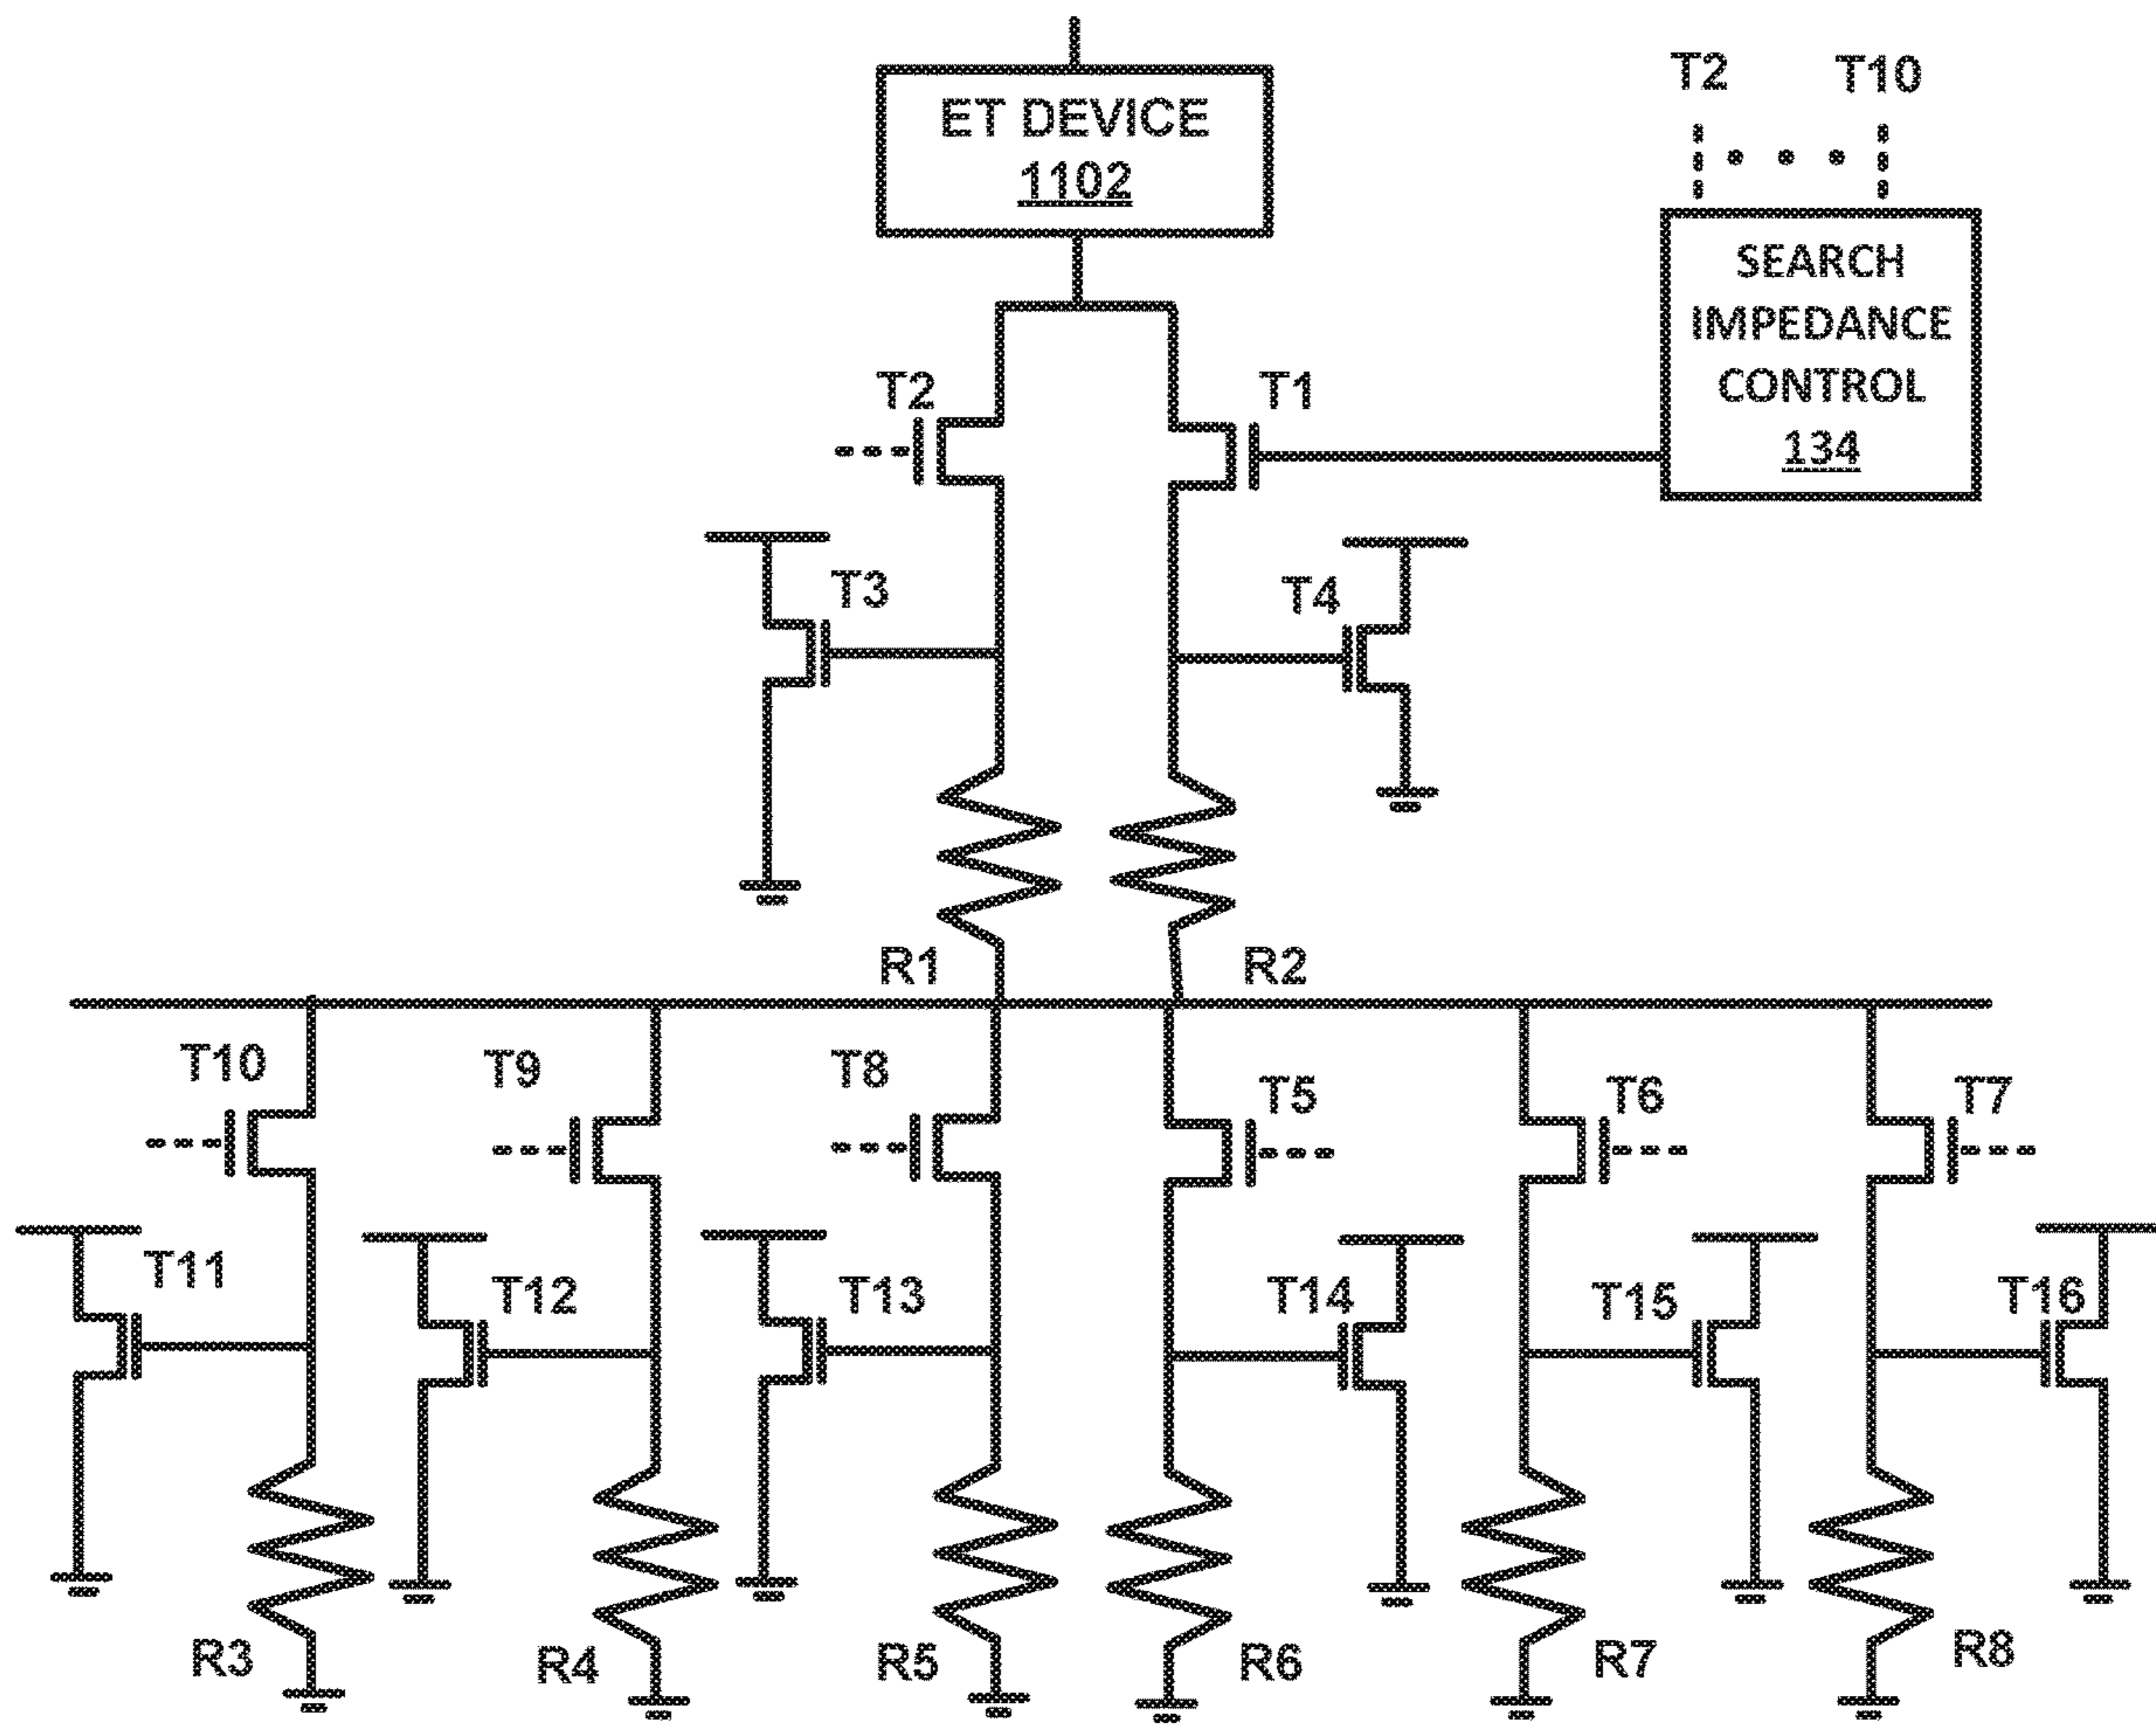 T2 T10
ET DEVICE
1102
SEARCH
IMPEDANCE
CONTROL
134
T2 T1
T3 T4
R1 R2
T10 T9 T8 T5 T6 T7
T11 T12 T13 T14 T15 T16
R3 R4 R5 R6 R7 R8